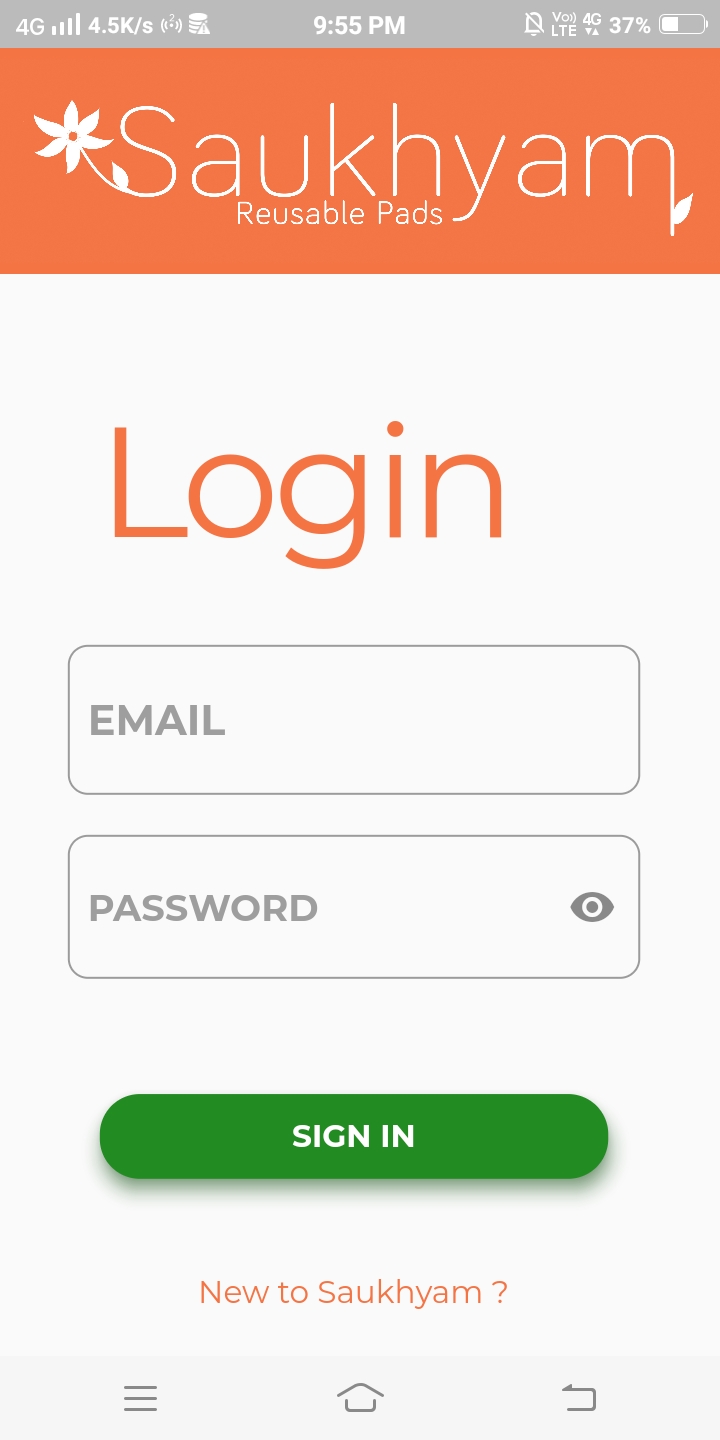 4G 4.5K/s 2 9:55 PM Vo)) LTE 4G 37%
Saukhyam
Reusable Pads
Login
EMAIL
PASSWORD
SIGN IN
New to Saukhyam ?